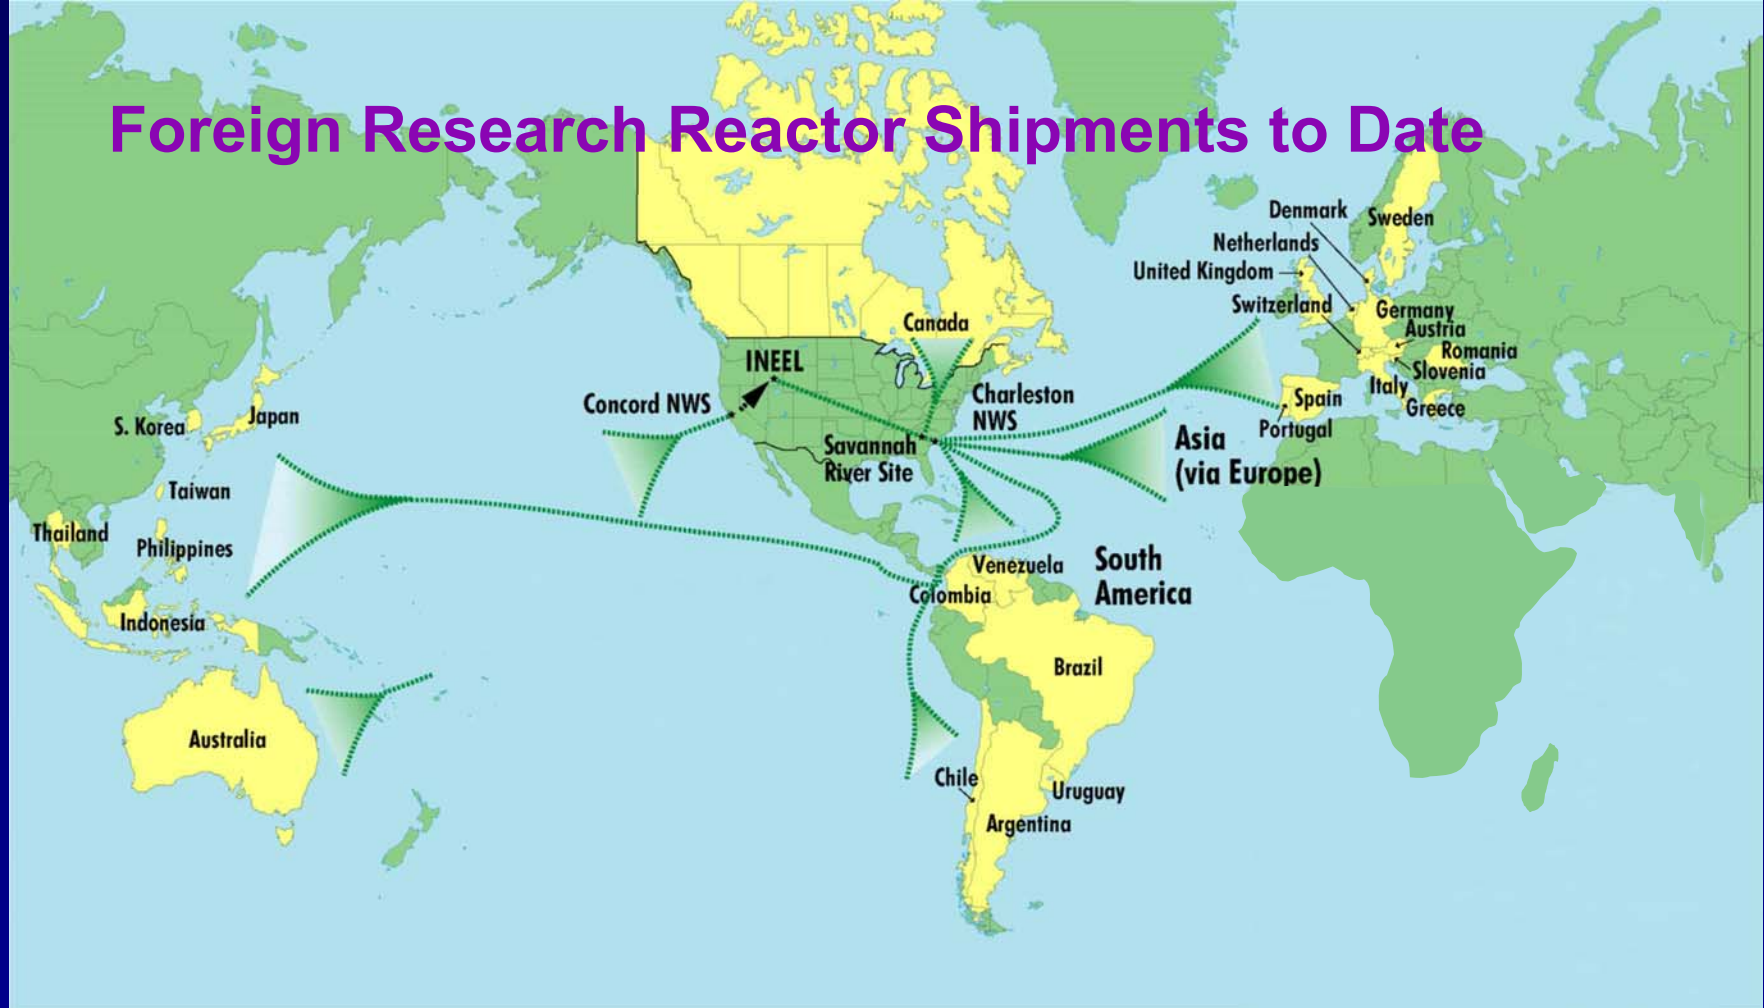 Foreign Research Reactor Shipments to Date
Denmark
Sweden
Netherlands
United Kingdom
Switzerland
Germany
Austria
Romania
Slovenia
Italy
Greece
Spain
Portugal
Canada
INEEL
Concord NWS
Charleston
NWS
Savannah
River Site
Asia
(via Europe)
S. Korea
Japan
Taiwan
Thailand
Philippines
Indonesia
Australia
Venezuela
Colombia
South
America
Brazil
Chile
Uruguay
Argentina